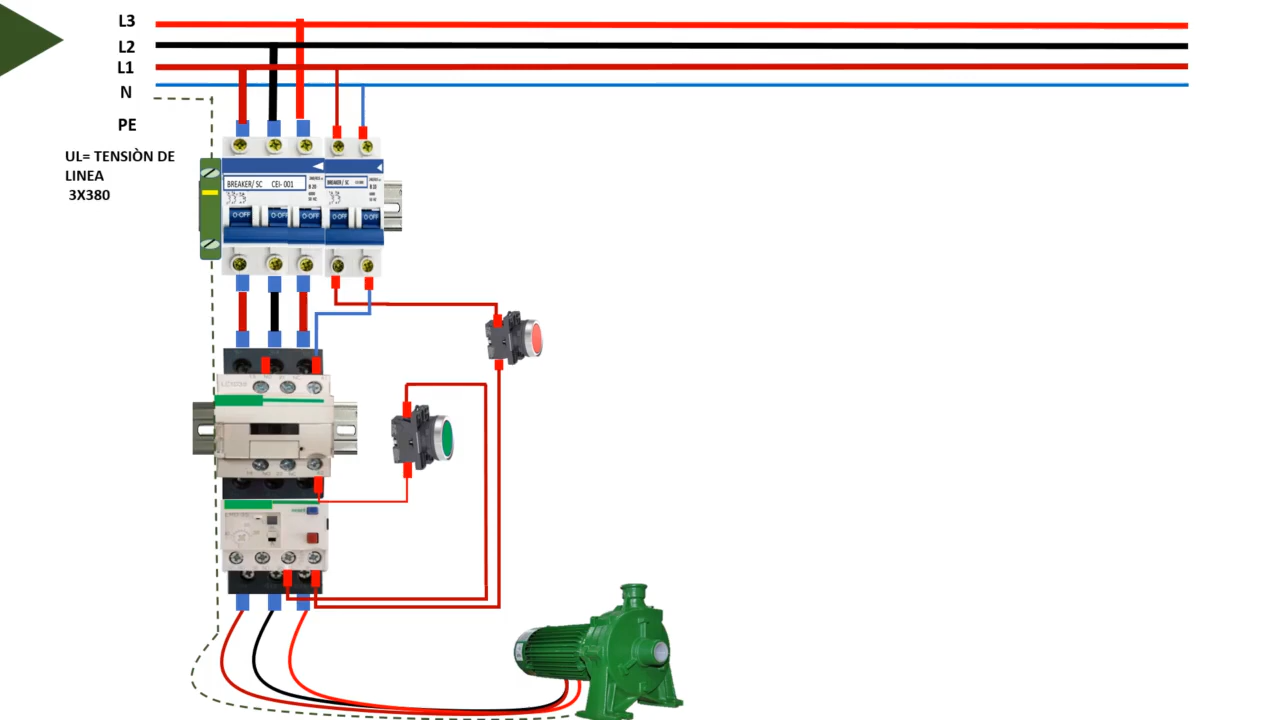 L3
L2
L1
N
PE
UL= TENSIÒN DE
LINEA
3X380
BREAKER/ SC CEI- 001
BREAKER/ SC
O-OFF
O-OFF
O-OFF
O-OFF
O-OFF